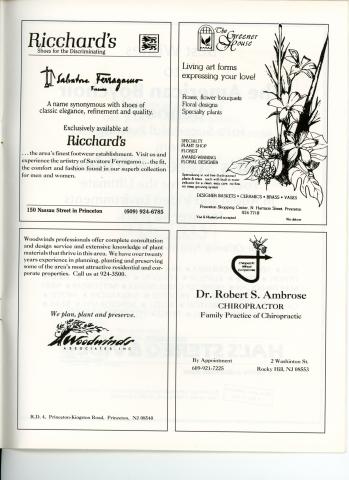 Ricchard's
Shoes for the Discriminating
Salvatore Ferragamo
A name synonymous with shoes of
classic elegance, refinement and quality.
Exclusively available at
Ricchard's
...the area's finest footwear establishment. Visit us and
experience the artistry of Savatore Ferragamo...the fit,
the comfort and fashion found in our superb collection
for men and women.
150 Nassau Street in Princeton (609) 924-6785
The
Greener
House
Living art forms
expressing your love!
Roses, flower bouquets
Floral designs
Specialty plants
SPECIALTY
PLANT SHOP
FLORIST
AWARD-WINNING
FLORAL DESIGNER
DESIGNER BASKETS • CERAMICS • BRASS • VASES
Princeton Shopping Center, N. Harrison Street, Princeton
924-7718
Visa & Mastercard accepted We deliver
Woodwinds professionals offer complete consultation
and design service and extensive knowledge of plant
materials that thrive in this area. We have over twenty
years experience in planning, planting and preserving
some of the area's most attractive residential and cor-
porate properties. Call us at 924-3500.
We plan, plant and preserve.
Woodwinds
ASSOCIATES INC.
R.D. 4, Princeton-Kingston Road, Princeton, NJ 08540
Dr. Robert S. Ambrose
CHIROPRACTOR
Family Practice of Chiropractic
By Appointment 2 Washinton St.
609-921-7225 Rocky Hill, NJ 08553